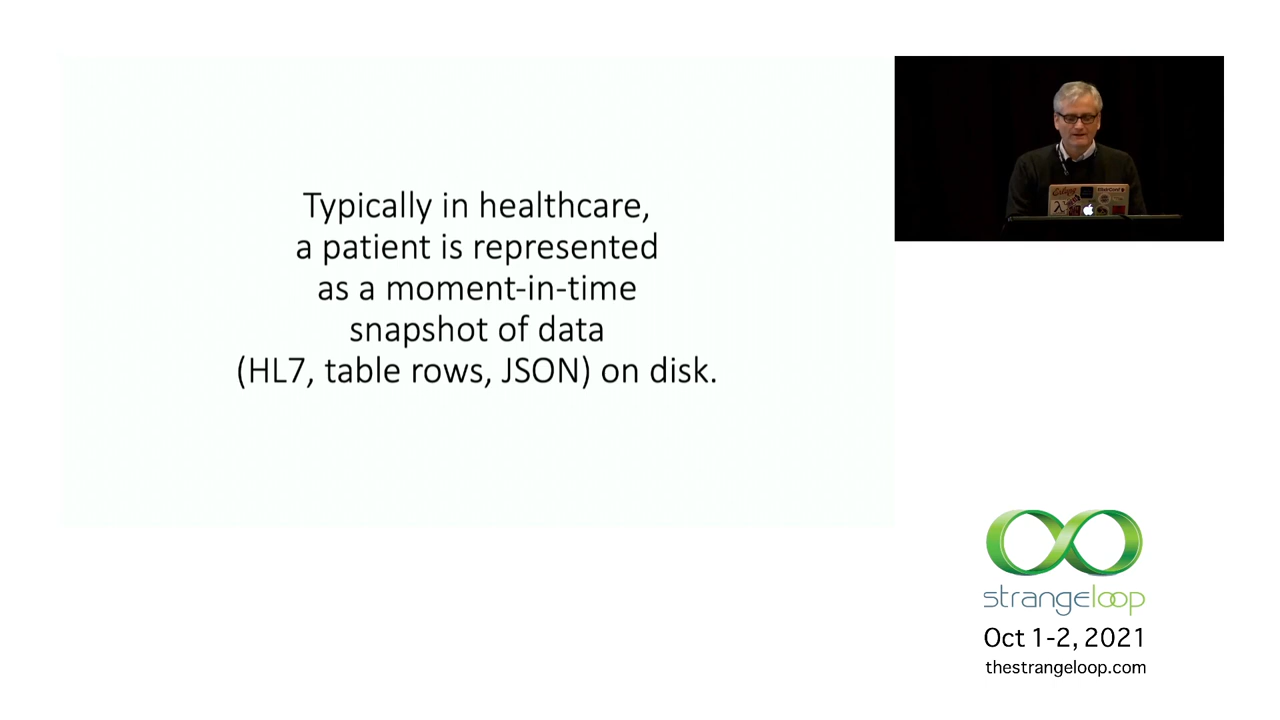 Typically in healthcare,
a patient is represented
as a moment-in-time
snapshot of data
(HL7, table rows, JSON) on disk.
strangeloop
Oct 1-2, 2021
thestrangeloop.com